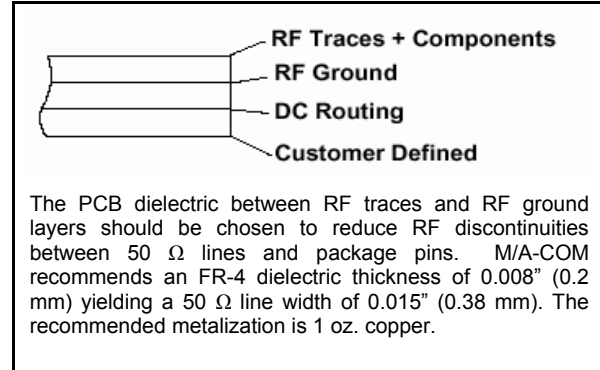 RF Traces + Components
RF Ground
DC Routing
Customer Defined
The PCB dielectric between RF traces and RF ground
layers should be chosen to reduce RF discontinuities
between 50 Ω lines and package pins. M/A-COM
recommends an FR-4 dielectric thickness of 0.008” (0.2
mm) yielding a 50 Ω line width of 0.015” (0.38 mm). The
recommended metalization is 1 oz. copper.